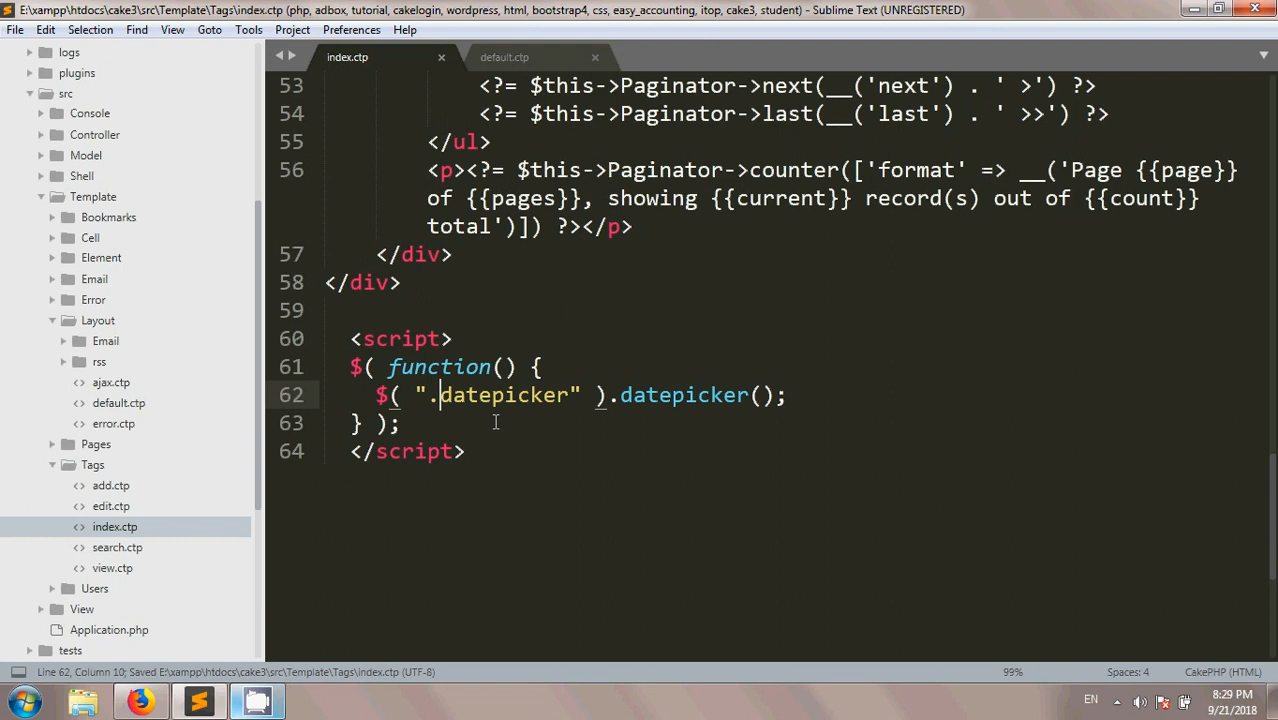 E:\xampp\htdocs\cake3\src\Template\Tags\index.ctp (php, adbox, tutorial, cakelogin, wordpress, html, bootstrap4, css, easy_accounting, iop, cake3, student) - Sublime Text (UNREGISTERED)
File Edit Selection Find View Goto Tools Project Preferences Help
logs
plugins
src
Console
Controller
Model
Shell
Template
Bookmarks
Cell
Element
Email
Error
Layout
Email
rss
ajax.ctp
default.ctp
error.ctp
Pages
Tags
add.ctp
edit.ctp
index.ctp
search.ctp
view.ctp
Users
View
Application.php
tests
index.ctp default.ctp
53 <?= $this->Paginator->next(__('next') . ' >') ?>
54 <?= $this->Paginator->last(__('last') . ' >>') ?>
55 </ul>
56 <p><?= $this->Paginator->counter(['format' => __('Page {{page}}
of {{pages}}, showing {{current}} record(s) out of {{count}}
total')]) ?></p>
57 </div>
58 </div>
59
60 <script>
61 $( function() {
62 $( ".datepicker" ).datepicker();
63 } );
64 </script>
Line 62, Column 10; Saved E:\xampp\htdocs\cake3\src\Template\Tags\index.ctp (UTF-8) 99% Spaces: 4 CakePHP (HTML)
EN 8:29 PM
9/21/2018